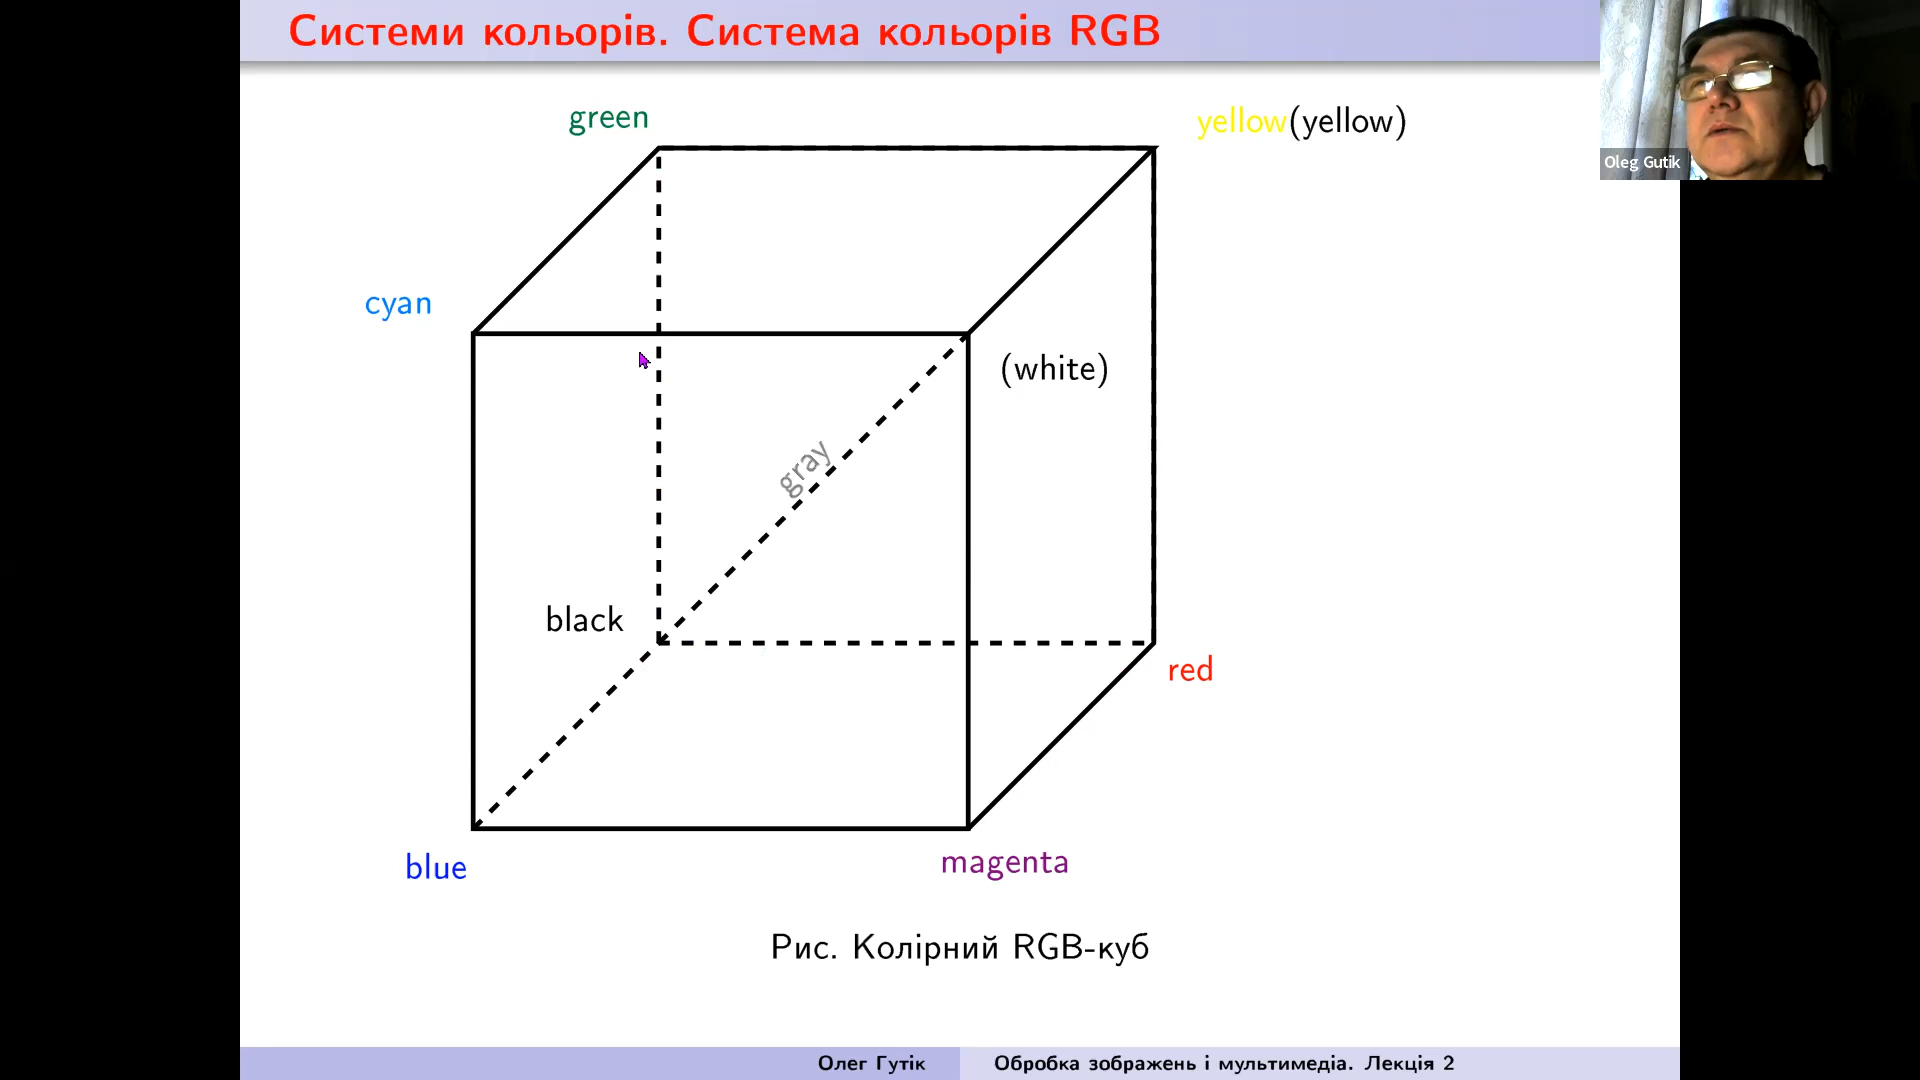 Системи кольорів. Система кольорів RGB
green
yellow(yellow)
Oleg Gutik
cyan
(white)
gray
black
red
blue
magenta
Рис. Колірний RGB-куб
Олег Гутік
Обробка зображень і мультимедіа. Лекція 2